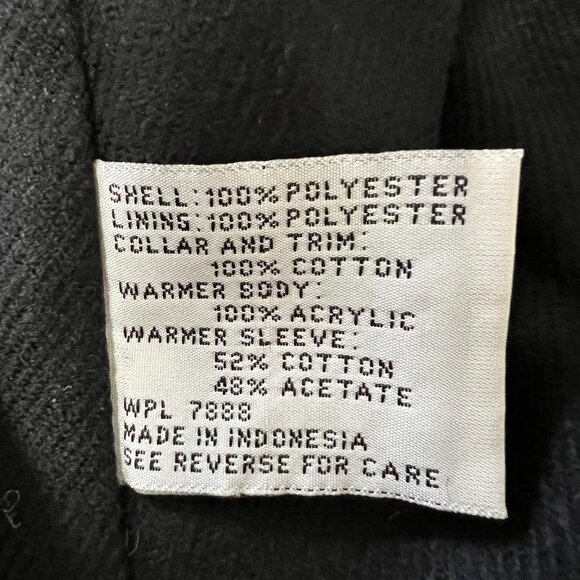 SHELL: 100% POLYESTER
LINING: 100% POLYESTER
COLLAR AND TRIM:
100% COTTON
WARMER BODY:
100% ACRYLIC
WARMER SLEEVE:
52% COTTON
48% ACETATE
WPL 7888
MADE IN INDONESIA
SEE REVERSE FOR CARE